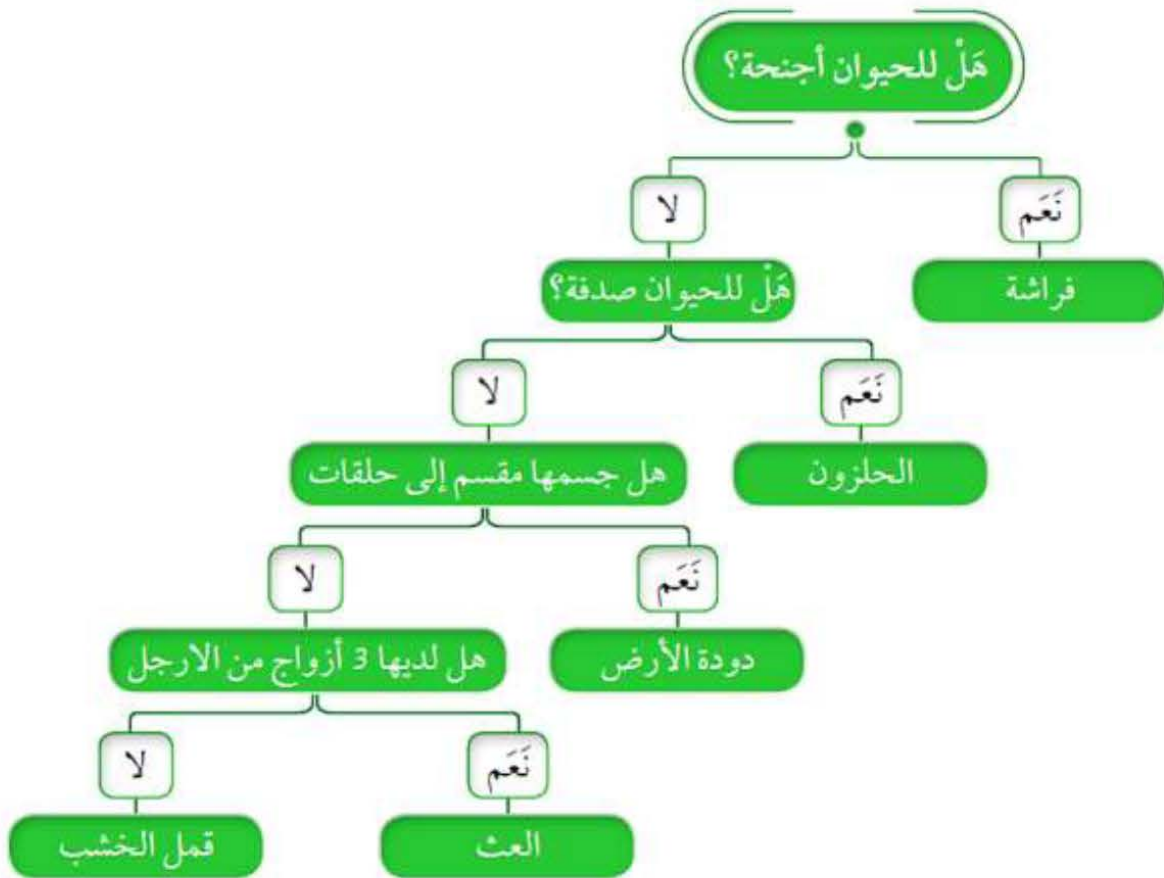 هَلْ للحيوان أجنحة؟
نَعَم
لا
فراشة
هَلْ للحيوان صدفة؟
نَعَم
لا
الحلزون
هل جسمها مقسم إلى حلقات
نَعَم
لا
دودة الأرض
هل لديها 3 أزواج من الارجل
نَعَم
لا
العث
قمل الخشب